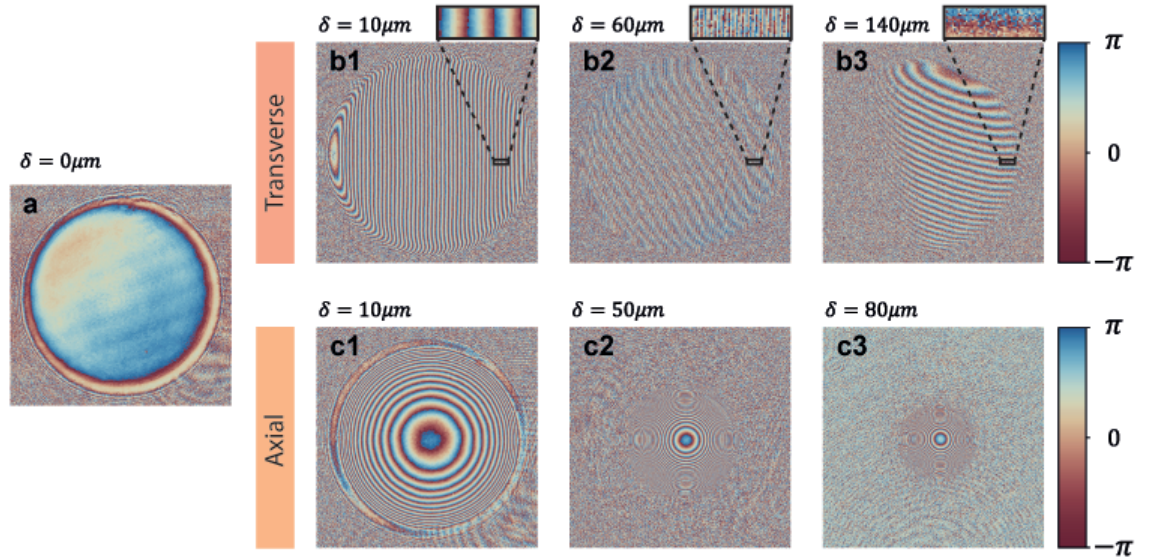 δ = 10μm
δ = 60μm
δ = 140μm
b1
b2
b3
π
0
−π
Transverse
δ = 0μm
a
δ = 10μm
δ = 50μm
δ = 80μm
c1
c2
c3
π
0
−π
Axial